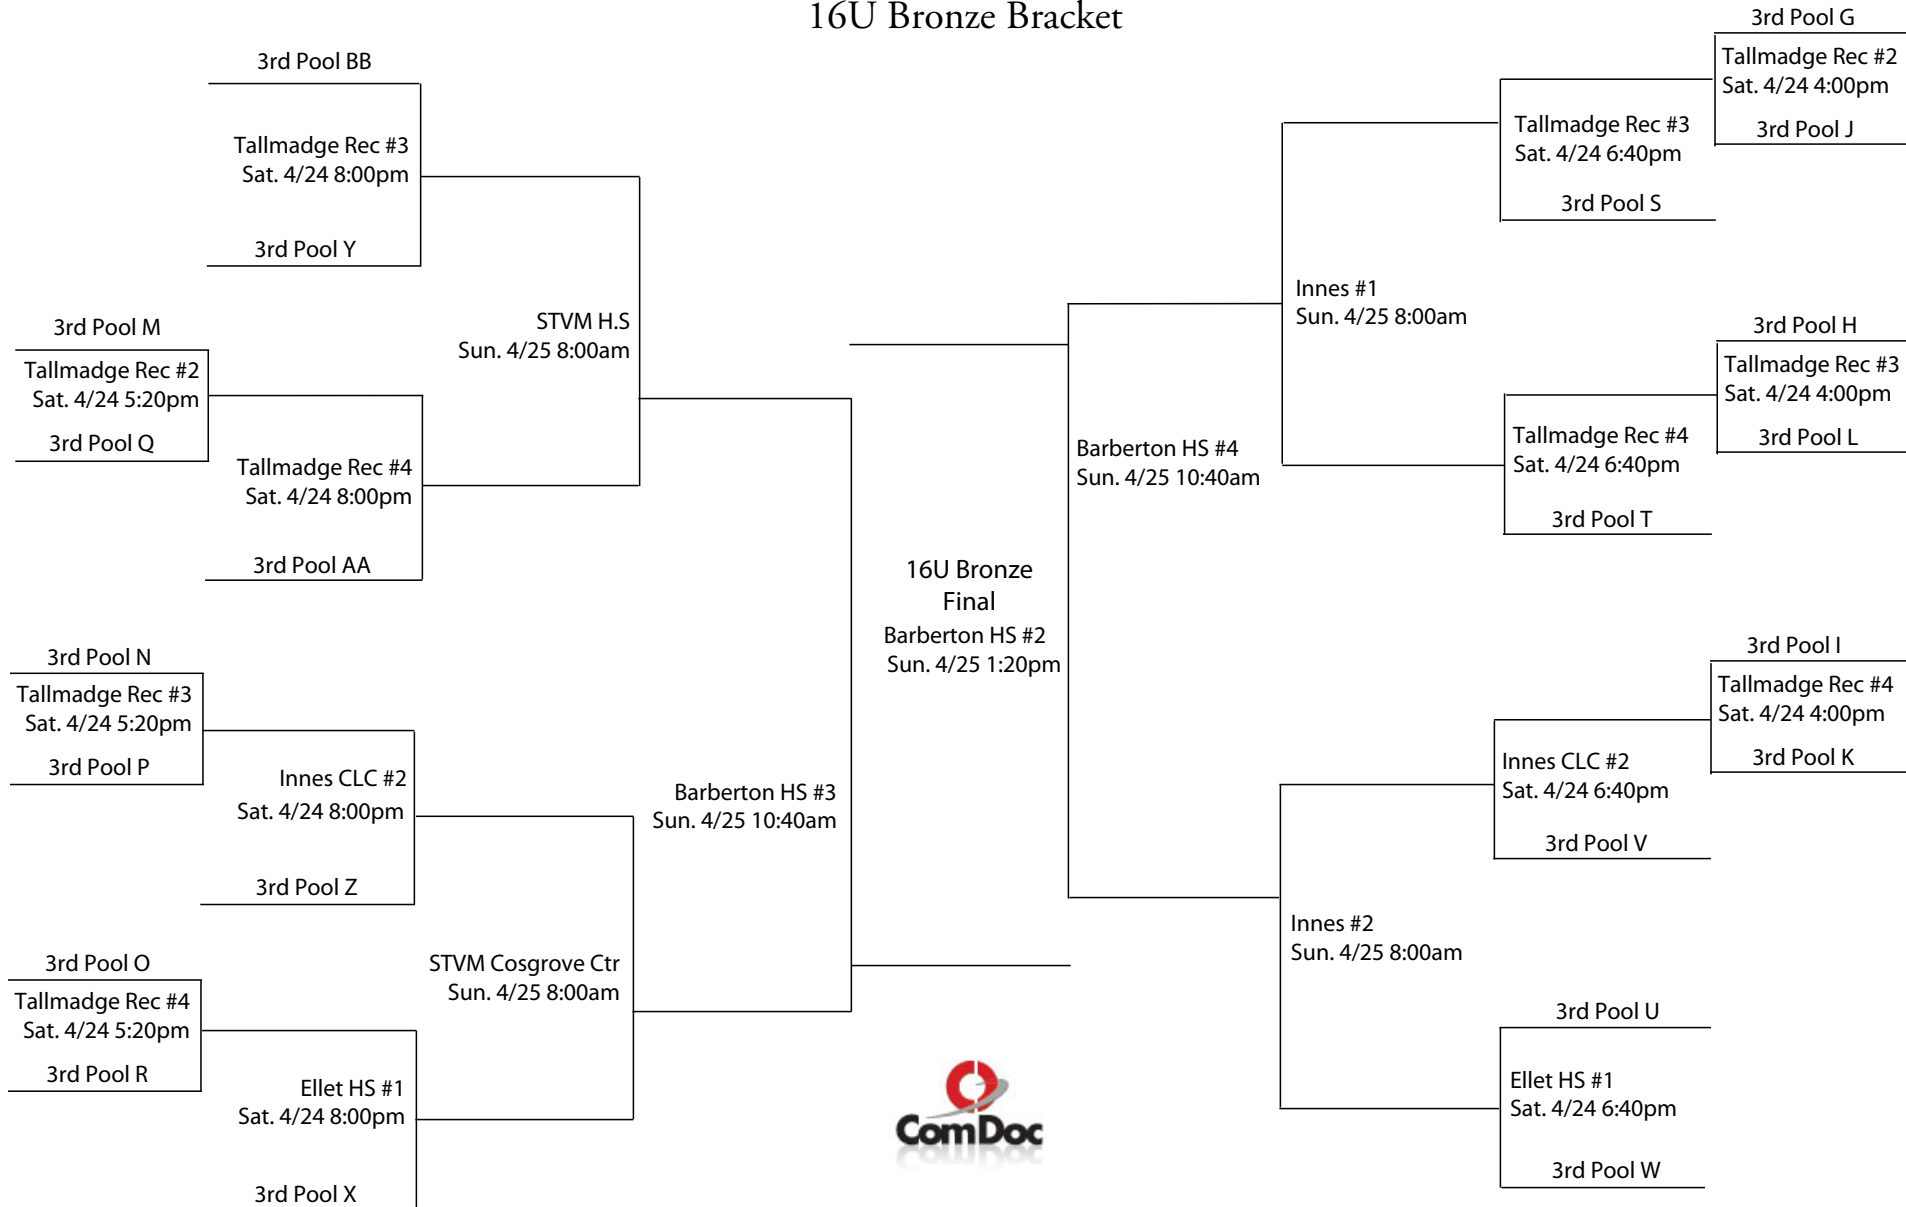 16U Bronze Bracket
3rd Pool BB
Tallmadge Rec #3
Sat. 4/24 8:00pm
3rd Pool Y
3rd Pool M
Tallmadge Rec #2
Sat. 4/24 5:20pm
3rd Pool Q
Tallmadge Rec #4
Sat. 4/24 8:00pm
3rd Pool AA
STVM H.S
Sun. 4/25 8:00am
3rd Pool N
Tallmadge Rec #3
Sat. 4/24 5:20pm
3rd Pool P
Innes CLC #2
Sat. 4/24 8:00pm
3rd Pool Z
3rd Pool O
Tallmadge Rec #4
Sat. 4/24 5:20pm
3rd Pool R
Ellet HS #1
Sat. 4/24 8:00pm
3rd Pool X
STVM Cosgrove Ctr
Sun. 4/25 8:00am
Barberton HS #3
Sun. 4/25 10:40am
16U Bronze
Final
Barberton HS #2
Sun. 4/25 1:20pm
Barberton HS #4
Sun. 4/25 10:40am
Innes #1
Sun. 4/25 8:00am
3rd Pool G
Tallmadge Rec #2
Sat. 4/24 4:00pm
3rd Pool J
Tallmadge Rec #3
Sat. 4/24 6:40pm
3rd Pool S
3rd Pool H
Tallmadge Rec #3
Sat. 4/24 4:00pm
3rd Pool L
Tallmadge Rec #4
Sat. 4/24 6:40pm
3rd Pool T
3rd Pool I
Tallmadge Rec #4
Sat. 4/24 4:00pm
3rd Pool K
Innes CLC #2
Sat. 4/24 6:40pm
3rd Pool V
Innes #2
Sun. 4/25 8:00am
3rd Pool U
Ellet HS #1
Sat. 4/24 6:40pm
3rd Pool W
ComDoc